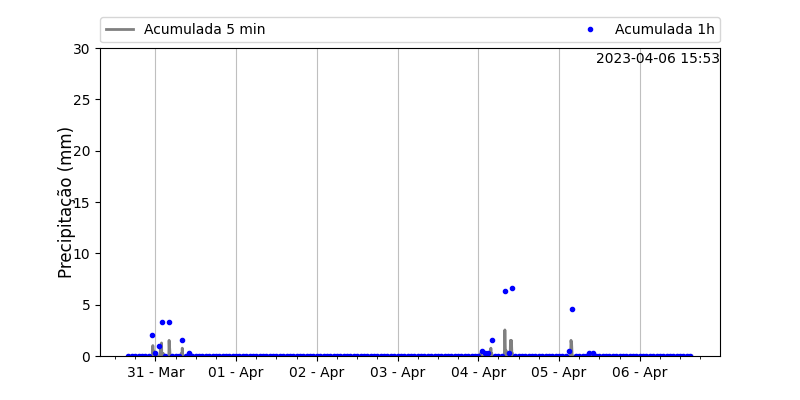 Acumulada 5 min
Acumulada 1h
2023-04-06 15:53
Precipitação (mm)
30
25
20
15
10
5
0
31 - Mar
01 - Apr
02 - Apr
03 - Apr
04 - Apr
05 - Apr
06 - Apr